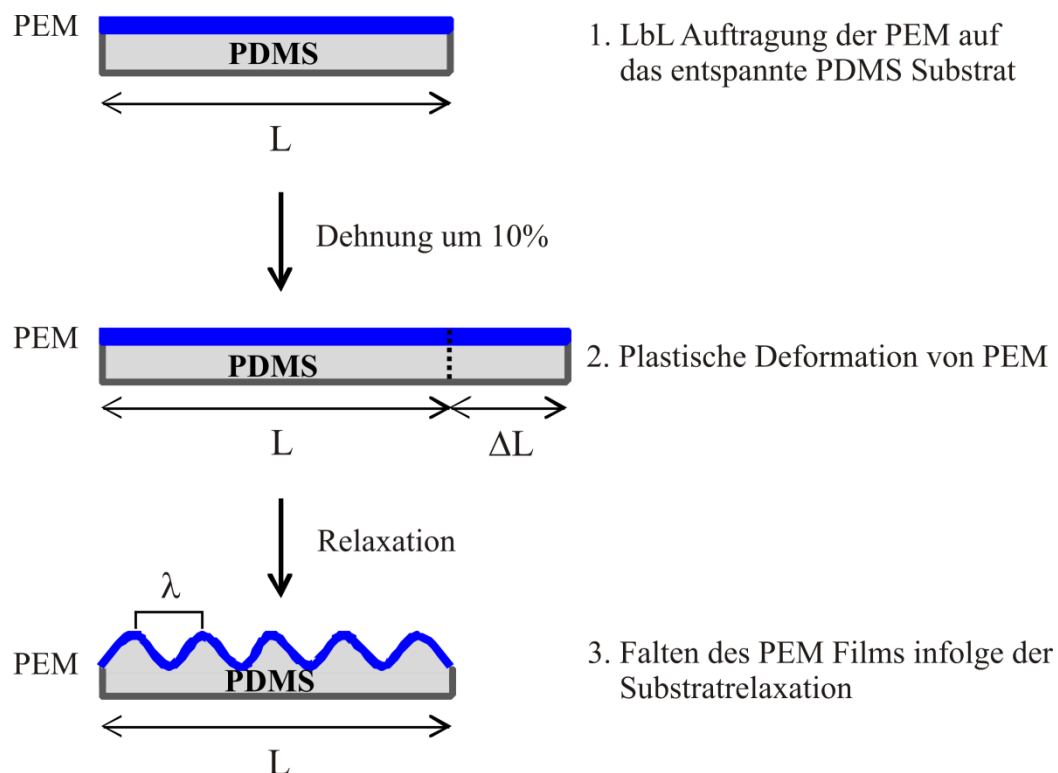 PEM
PDMS
L
1. LbL Auftragung der PEM auf
das entspannte PDMS Substrat
Dehnung um 10%
PEM
PDMS
L
ΔL
2. Plastische Deformation von PEM
Relaxation
λ
PEM
PDMS
L
3. Falten des PEM Films infolge der
Substratrelaxation